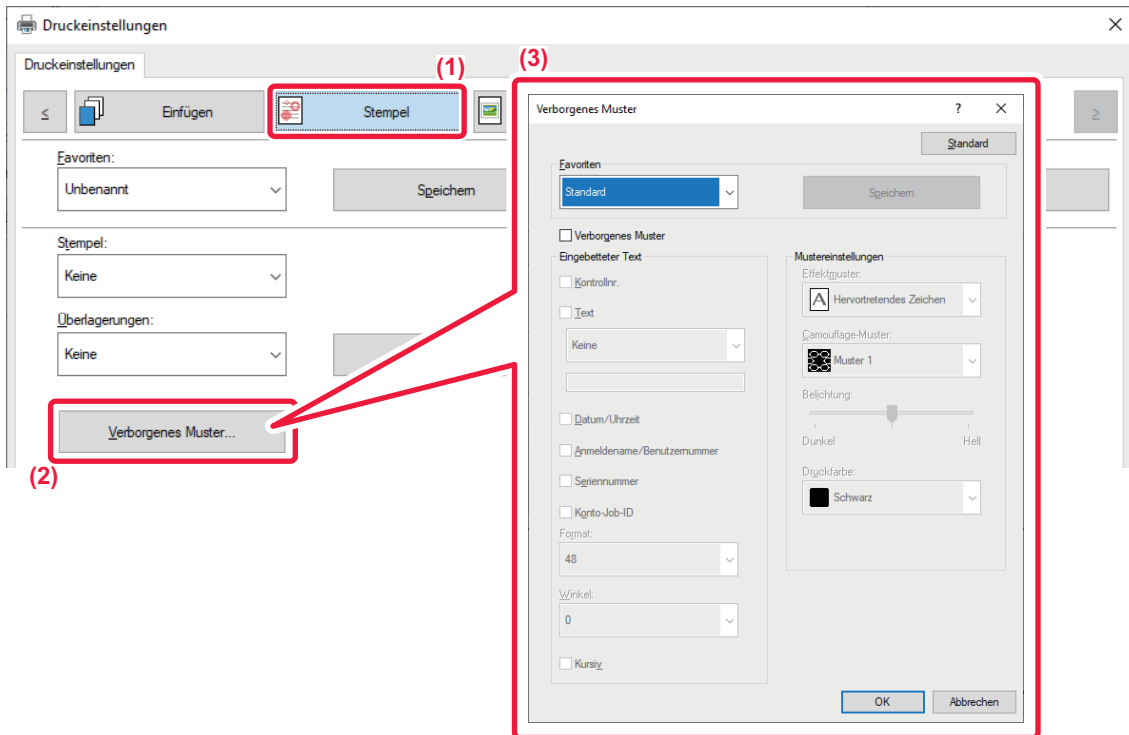 Druckeinstellungen
Druckeinstellungen
(1)
(3)
≤
Einfügen
Stempel
≥
Favoriten:
Unbenannt
Speichern
Stempel:
Keine
Überlagerungen:
Keine
Verborgenes Muster...
(2)
Verborgenes Muster
?
Standard
Favoriten
Standard
Speichern
Verborgenes Muster
Eingebetteter Text
Kontrollnr.
Text
Keine
Datum/Uhrzeit
Anmeldename/Benutzernummer
Seriennummer
Konto-Job-ID
Format:
48
Winkel:
0
Kursiv
Mustereinstellungen
Effektmuster:
A Hervortretendes Zeichen
Camouflage-Muster:
Muster 1
Belichtung:
Dunkel Hell
Druckfarbe:
Schwarz
OK Abbrechen